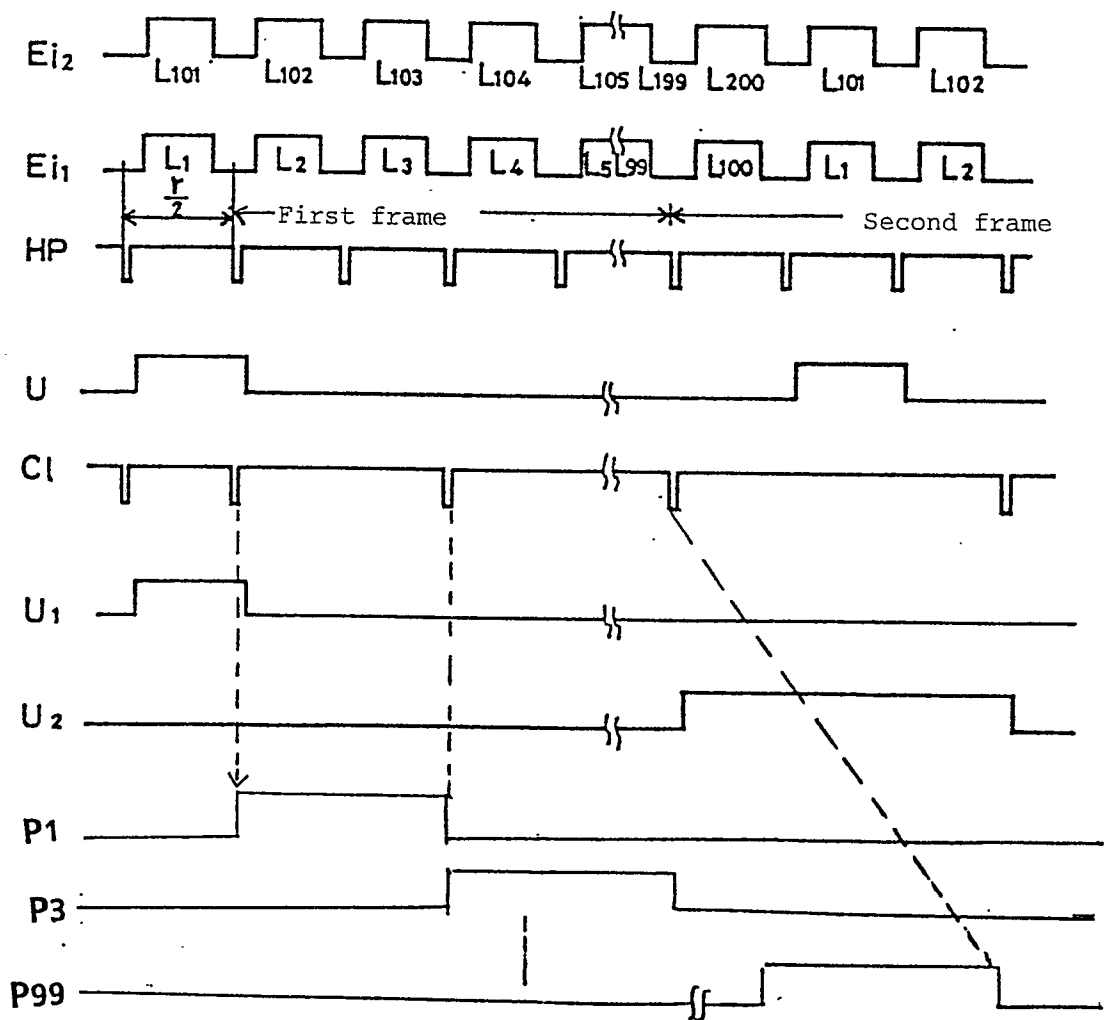 Ei2
L101 L102 L103 L104 L105 L199 L200 L101 L102
Ei1
L1 L2 L3 L4 L5 L99 L100 L1 L2
r/2
First frame
Second frame
HP
U
Cl
U1
U2
P1
P3
P99